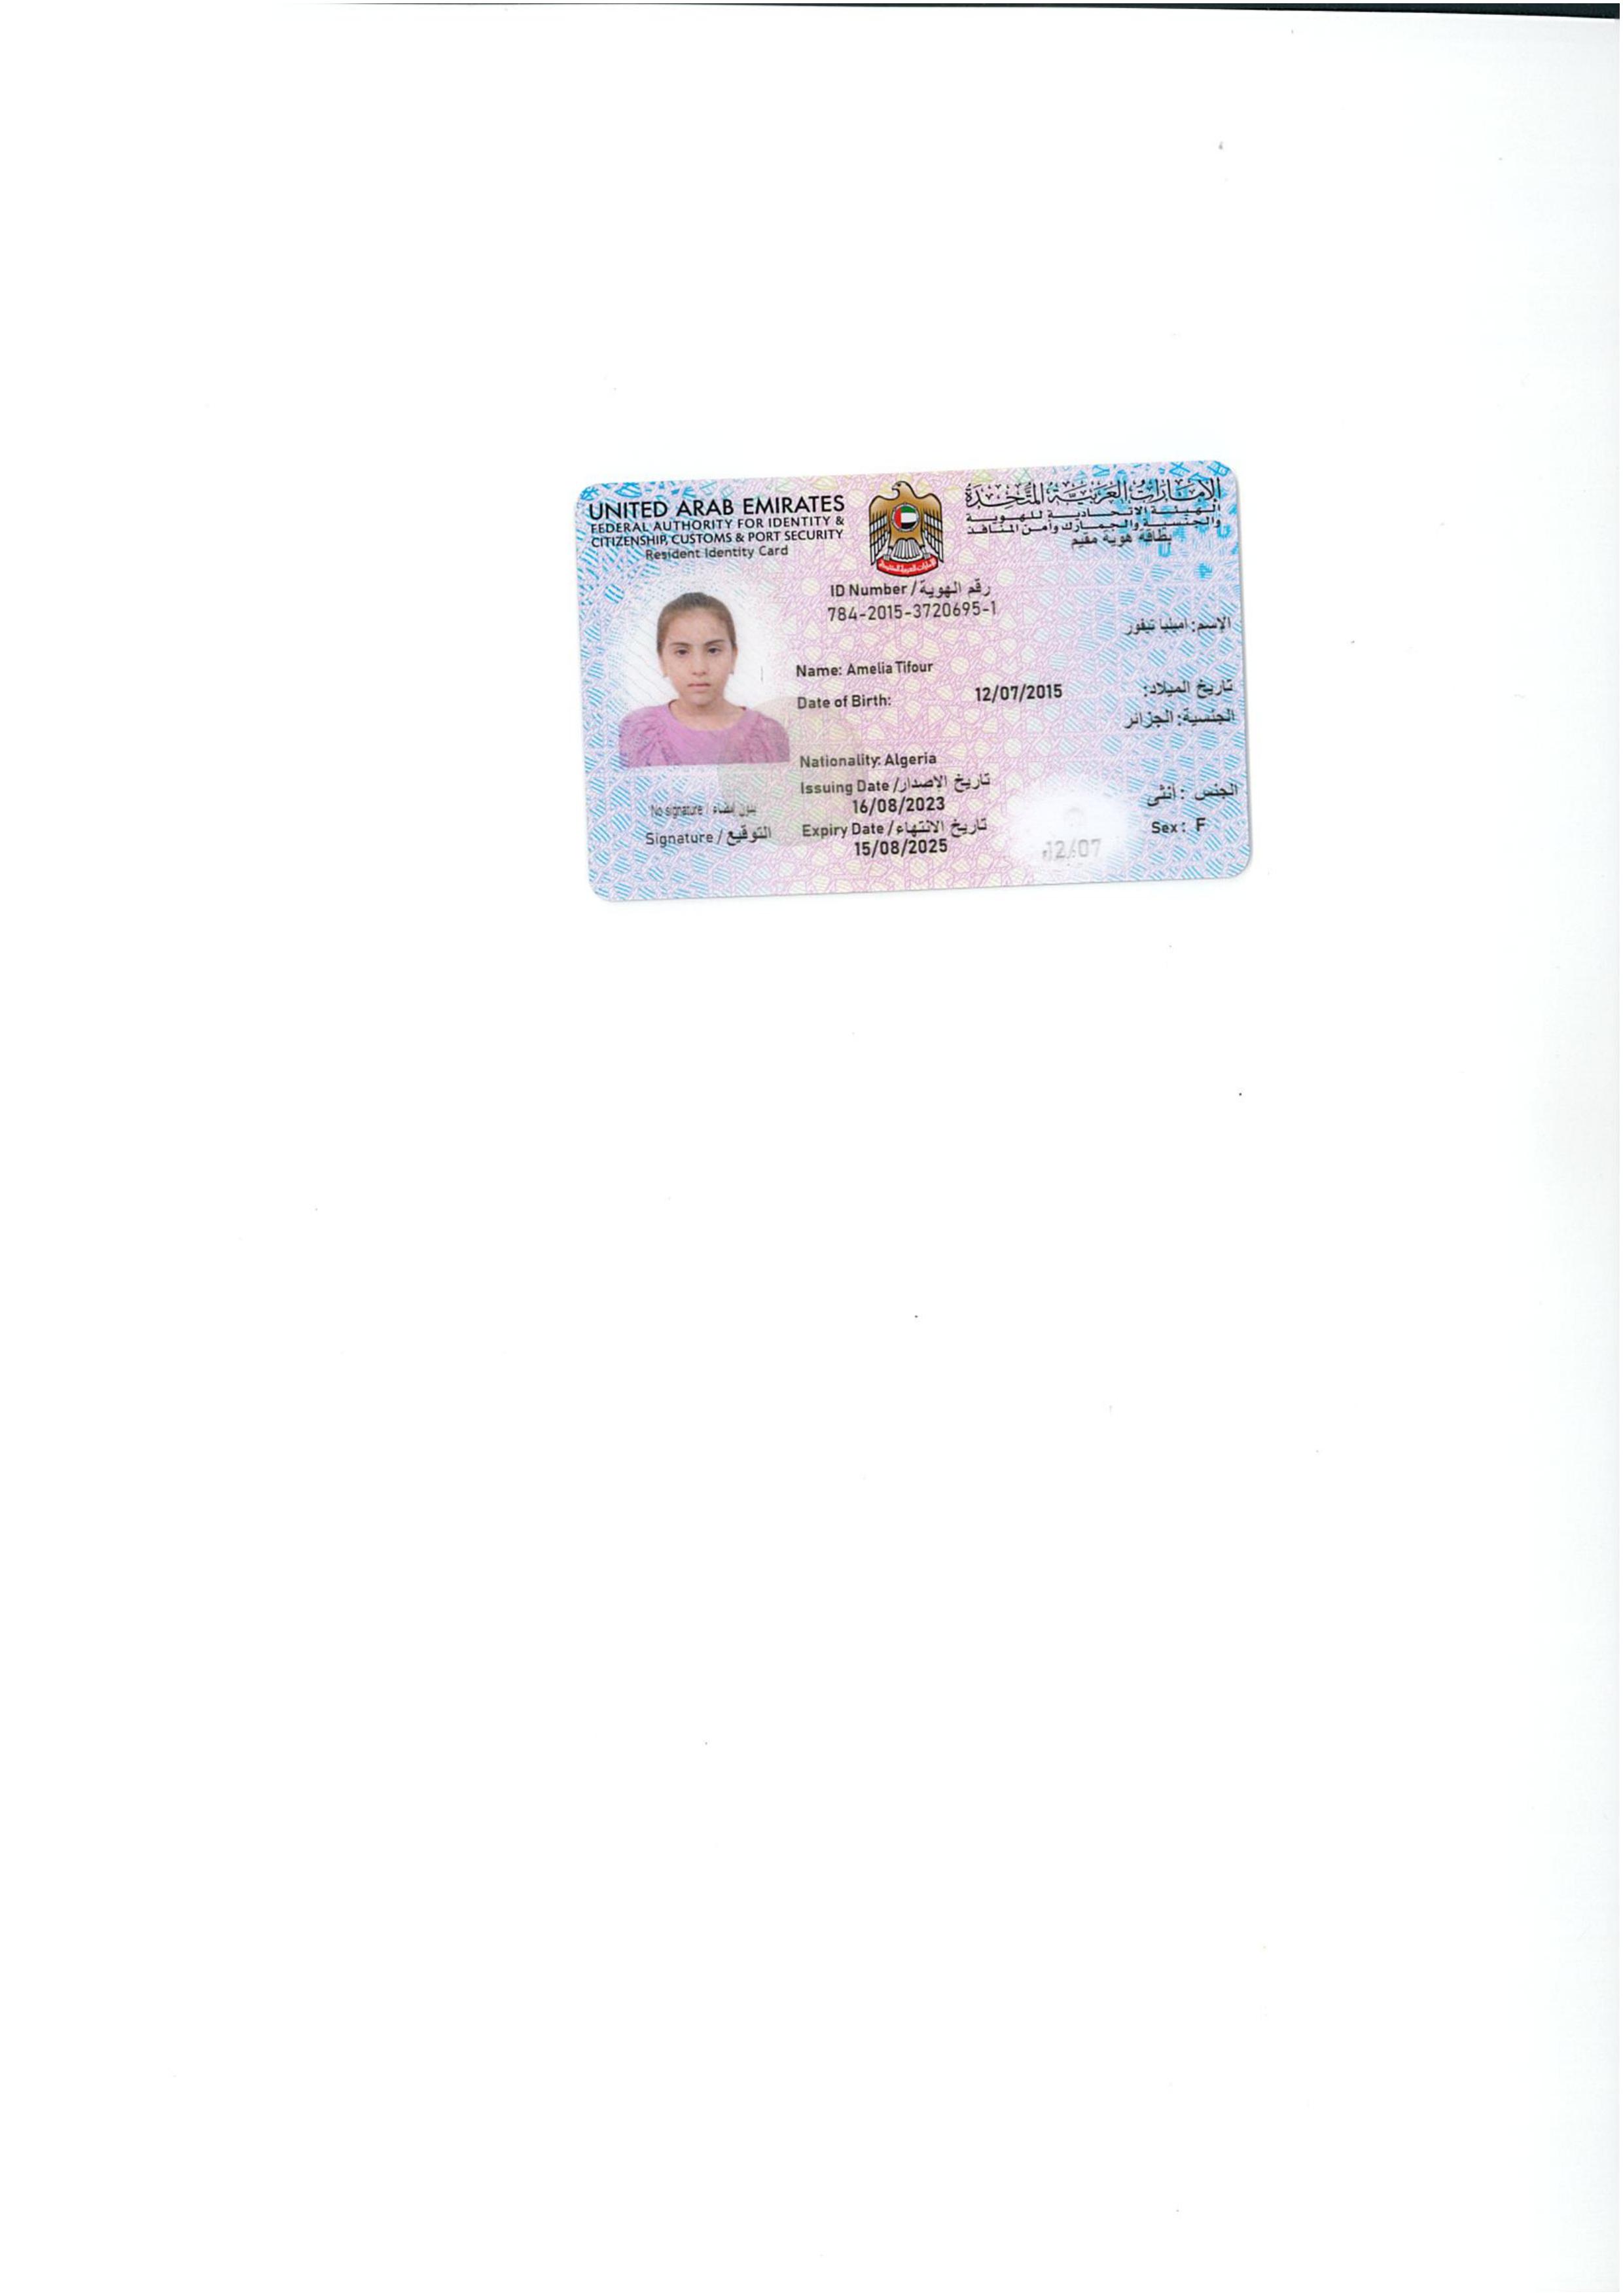 UNITED ARAB EMIRATES
FEDERAL AUTHORITY FOR IDENTITY &
CITIZENSHIP, CUSTOMS & PORT SECURITY
Resident Identity Card
الإمارات العربية المتحدة
الهيئة الاتحادية للهوية
والجنسية والجمارك وأمن المنافذ
بطاقة هوية مقيم
ID Number / رقم الهوية
784-2015-3720695-1
الإسم: اميليا تيفور
Name: Amelia Tifour
Date of Birth: 12/07/2015 تاريخ الميلاد:
الجنسية: الجزائر
Nationality: Algeria
Issuing Date / تاريخ الإصدار
16/08/2023
Expiry Date / تاريخ الانتهاء
15/08/2025
الجنس : أنثى
Sex: F
No signature / بدون إمضاء
Signature / التوقيع
12/07